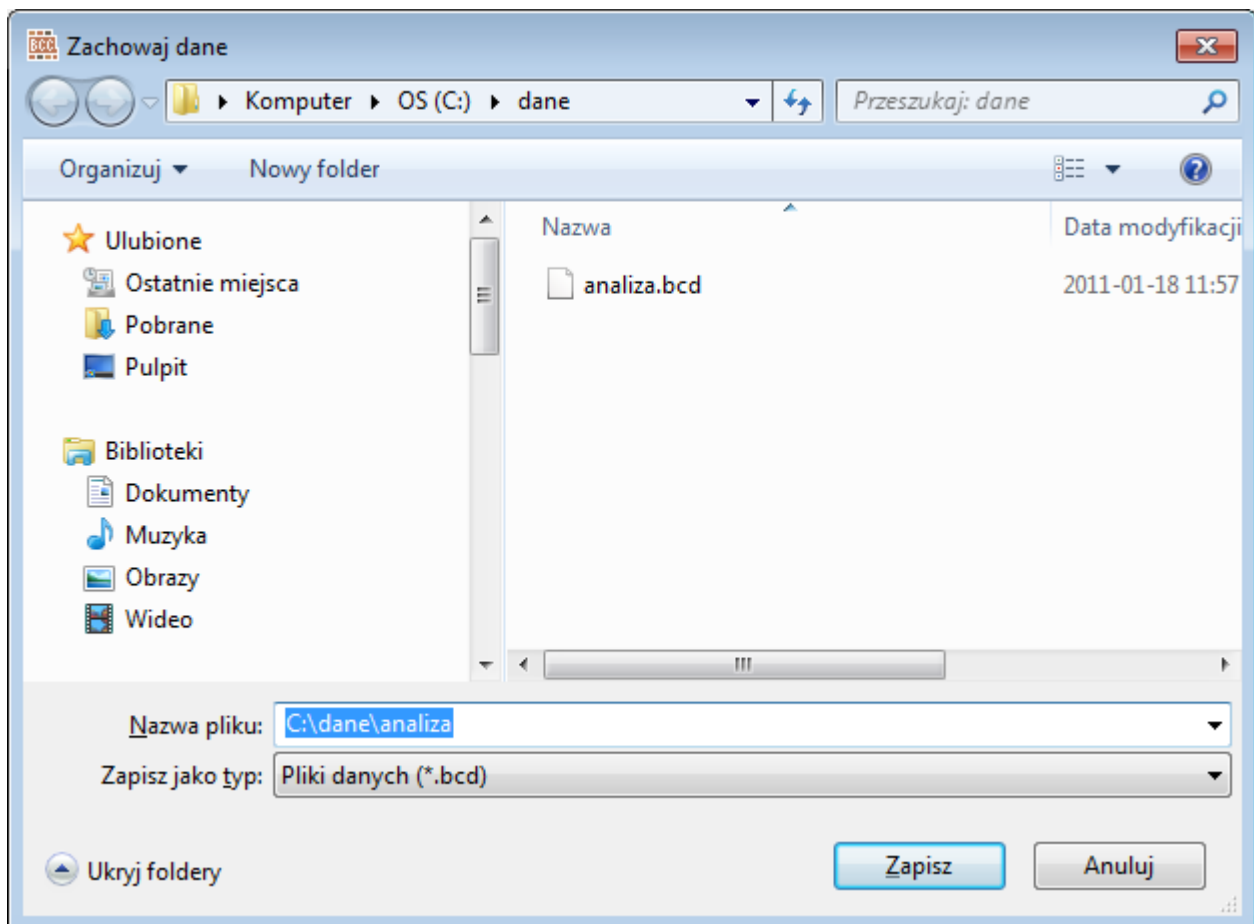 BCC Zachowaj dane
Komputer OS (C:) dane Przeszukaj: dane
Organizuj Nowy folder
Nazwa Data modyfikacji
analiza.bcd 2011-01-18 11:57
Ulubione
Ostatnie miejsca
Pobrane
Pulpit
Biblioteki
Dokumenty
Muzyka
Obrazy
Wideo
Nazwa pliku: C:\dane\analiza
Zapisz jako typ: Pliki danych (*.bcd)
Ukryj foldery Zapisz Anuluj